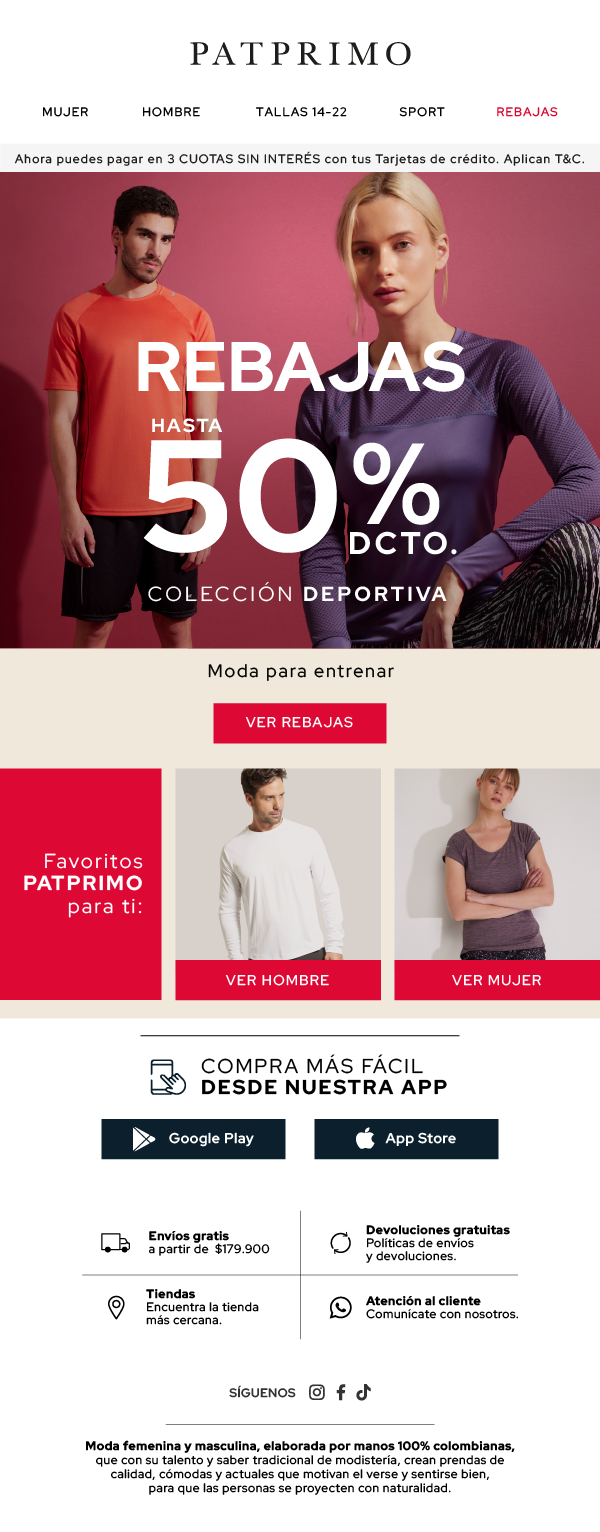 PATPRIMO
MUJER HOMBRE TALLAS 14-22 SPORT REBAJAS
Ahora puedes pagar en 3 CUOTAS SIN INTERÉS con tus Tarjetas de crédito. Aplican T&C.
REBAJAS
HASTA
50%
DCTO.
COLECCIÓN DEPORTIVA
Moda para entrenar
VER REBAJAS
Favoritos
PATPRIMO
para ti:
VER HOMBRE
VER MUJER
COMPRA MÁS FÁCIL
DESDE NUESTRA APP
Google Play
App Store
Envíos gratis
a partir de $179.900
Devoluciones gratuitas
Políticas de envíos
y devoluciones.
Tiendas
Encuentra la tienda
más cercana.
Atención al cliente
Comunícate con nosotros.
SÍGUENOS
Moda femenina y masculina, elaborada por manos 100% colombianas,
que con su talento y saber tradicional de modistería, crean prendas de
calidad, cómodas y actuales que motivan el verse y sentirse bien,
para que las personas se proyecten con naturalidad.